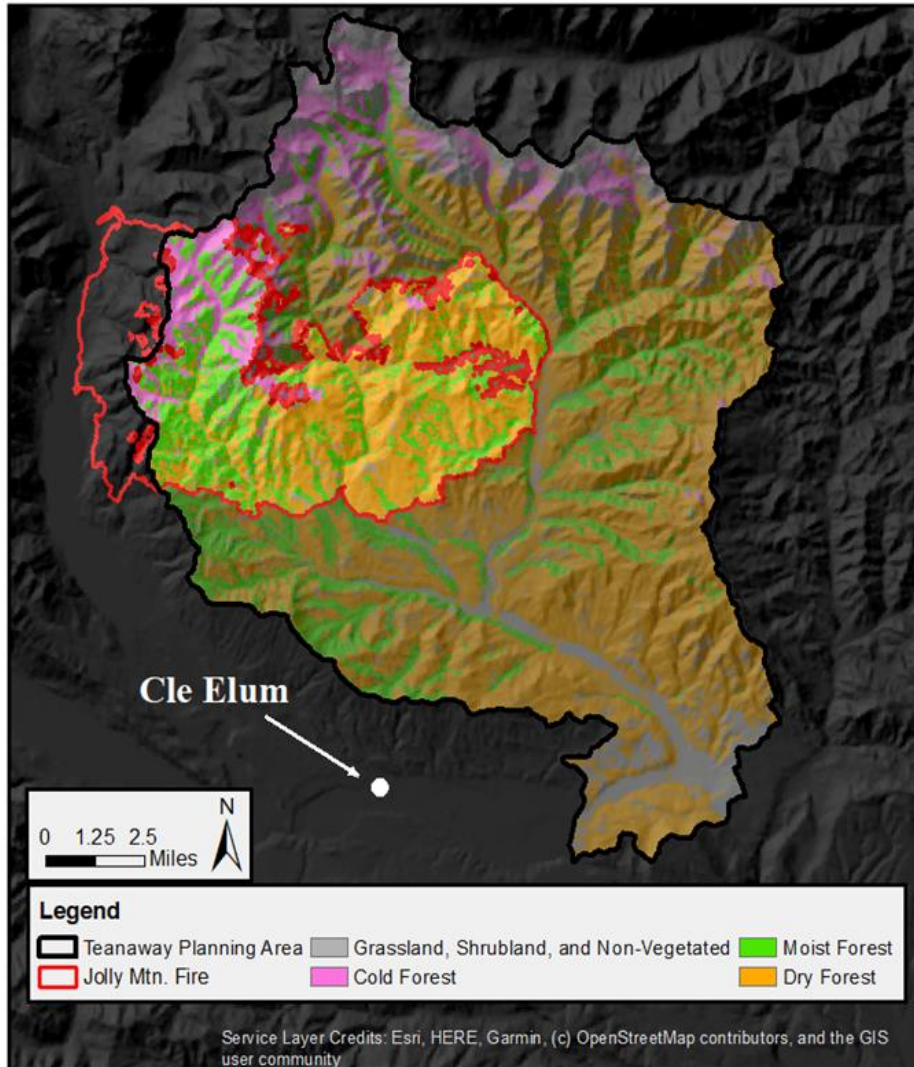 Cle Elum
N
0 1.25 2.5
Miles
Legend
Teanaway Planning Area
Grassland, Shrubland, and Non-Vegetated
Moist Forest
Jolly Mtn. Fire
Cold Forest
Dry Forest
Service Layer Credits: Esri, HERE, Garmin, (c) OpenStreetMap contributors, and the GIS
user community